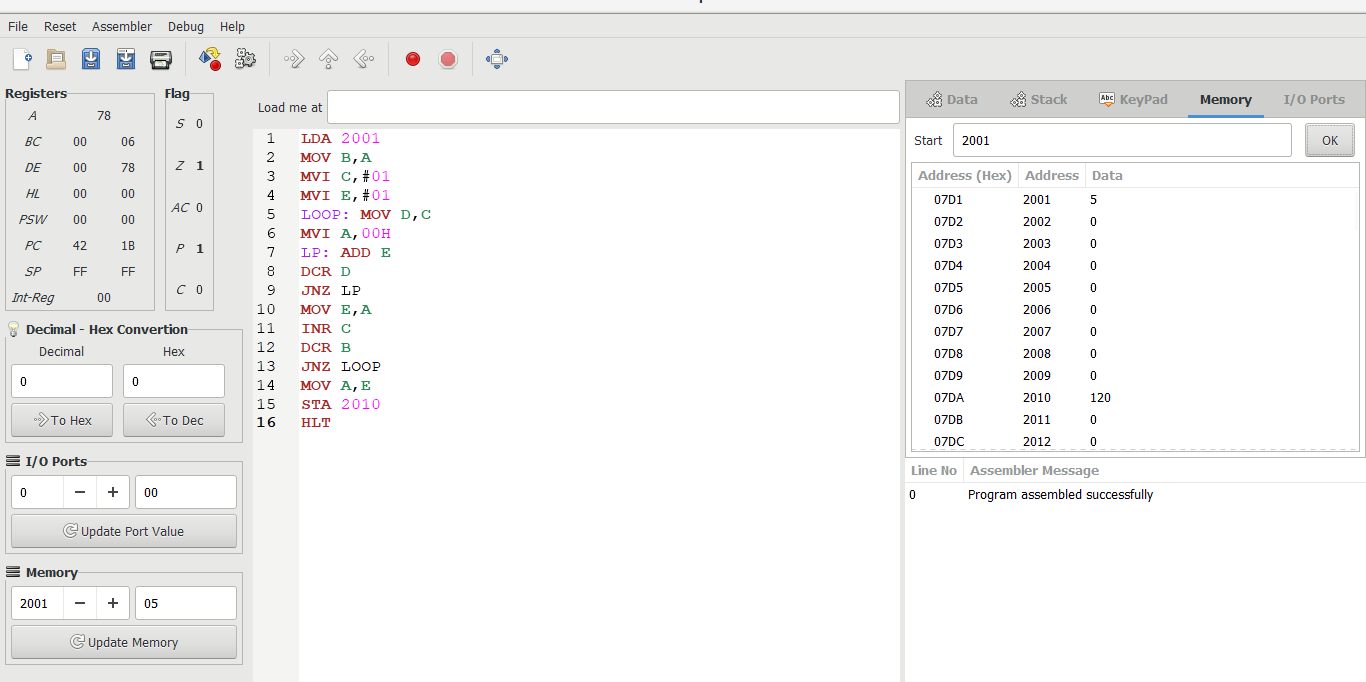 File Reset Assembler Debug Help
Registers
A 78
BC 00 06
DE 00 78
HL 00 00
PSW 00 00
PC 42 1B
SP FF FF
Int-Reg 00
Flag
S 0
Z 1
AC 0
P 1
C 0
Decimal - Hex Convertion
Decimal Hex
0 0
To Hex To Dec
I/O Ports
0 − + 00
Update Port Value
Memory
2001 − + 05
Update Memory
Load me at
1 LDA 2001
2 MOV B,A
3 MVI C,#01
4 MVI E,#01
5 LOOP: MOV D,C
6 MVI A,00H
7 LP: ADD E
8 DCR D
9 JNZ LP
10 MOV E,A
11 INR C
12 DCR B
13 JNZ LOOP
14 MOV A,E
15 STA 2010
16 HLT
Data Stack Abc KeyPad Memory I/O Ports
Start 2001 OK
Address (Hex) Address Data
07D1 2001 5
07D2 2002 0
07D3 2003 0
07D4 2004 0
07D5 2005 0
07D6 2006 0
07D7 2007 0
07D8 2008 0
07D9 2009 0
07DA 2010 120
07DB 2011 0
07DC 2012 0
Line No Assembler Message
0 Program assembled successfully